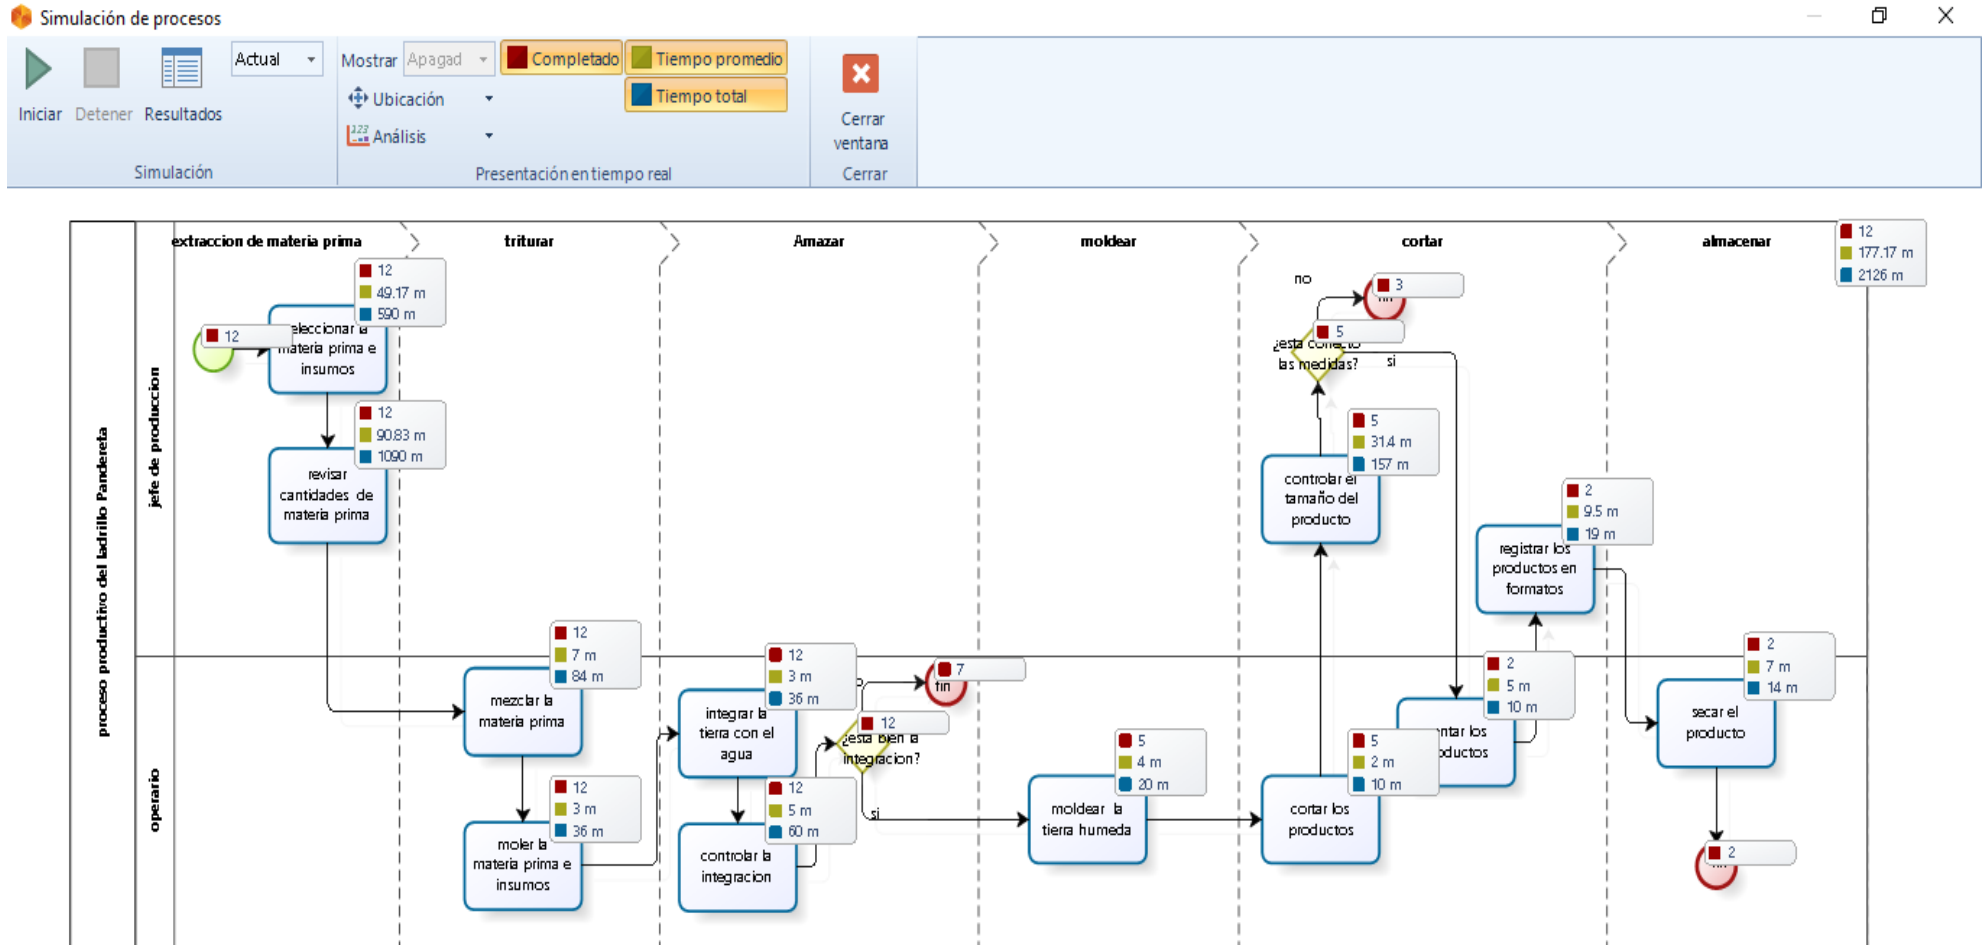 Simulación de procesos
Iniciar
Detener
Resultados
Actual
Simulación
Mostrar
Apagad
Completado
Tiempo promedio
Ubicación
Tiempo total
Análisis
Presentación en tiempo real
Cerrar
ventana
Cerrar
proceso productivo del ladrillo Pandereta
jefe de produccion
operario
extraccion de materia prima
triturar
Amazar
moldear
cortar
almacenar
12
177.17 m
2126 m
12
12
49.17 m
590 m
eleccionar la
materia prima e
insumos
12
90.83 m
1090 m
revisar
cantidades de
materia prima
12
7 m
84 m
mezclar la
materia prima
12
3 m
36 m
moler la
materia prima e
insumos
12
3 m
36 m
integrar la
tierra con el
agua
12
5 m
60 m
controlar la
integracion
12
¿esta bien la
integracion?
7
fin
si
5
4 m
20 m
moldear la
tierra humeda
5
2 m
10 m
cortar los
productos
5
31.4 m
157 m
controlar el
tamaño del
producto
5
las medidas?
no
si
3
2
5 m
10 m
ntar los
ductos
2
9.5 m
19 m
registrar los
productos en
formatos
2
7 m
14 m
secar el
producto
2